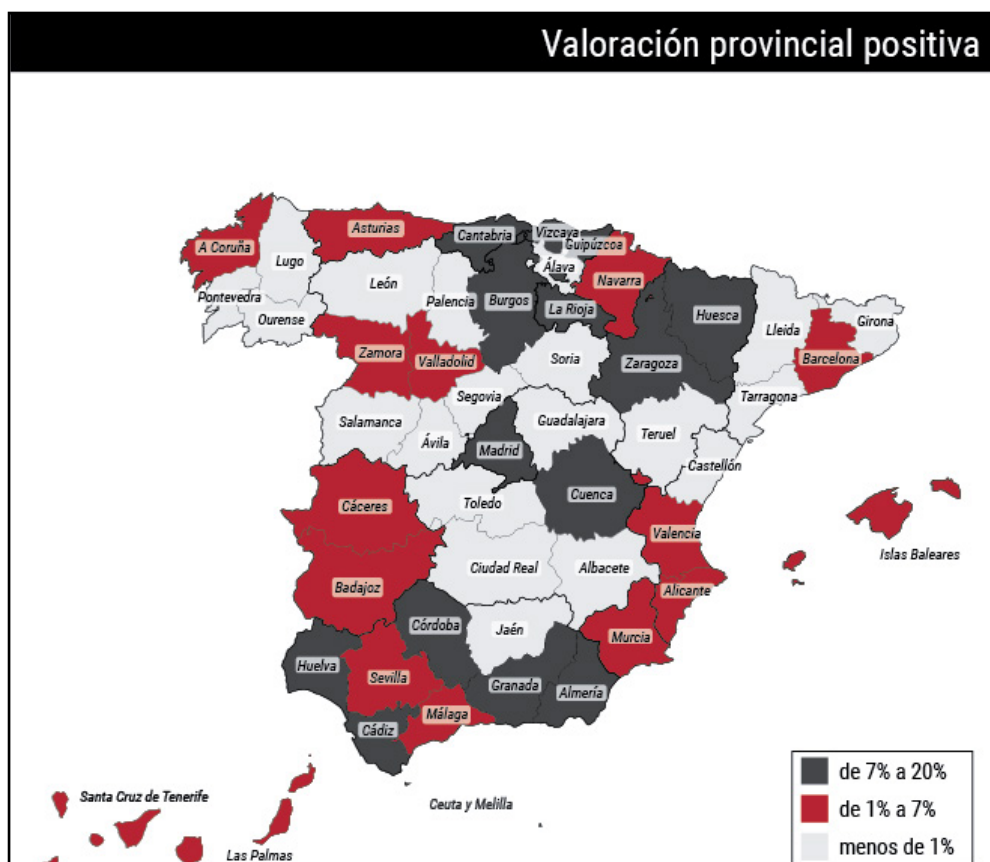 Valoración provincial positiva
A Coruña
Lugo
Asturias
Cantabria
Vizcaya
Guipúzcoa
Álava
Navarra
Pontevedra
Ourense
León
Palencia
Burgos
La Rioja
Huesca
Lleida
Girona
Zamora
Valladolid
Soria
Zaragoza
Barcelona
Segovia
Tarragona
Salamanca
Ávila
Madrid
Guadalajara
Teruel
Castellón
Cáceres
Toledo
Cuenca
Valencia
Islas Baleares
Badajoz
Ciudad Real
Albacete
Alicante
Huelva
Córdoba
Jaén
Murcia
Sevilla
Granada
Almería
Cádiz
Málaga
Santa Cruz de Tenerife
Las Palmas
Ceuta y Melilla
de 7% a 20%
de 1% a 7%
menos de 1%